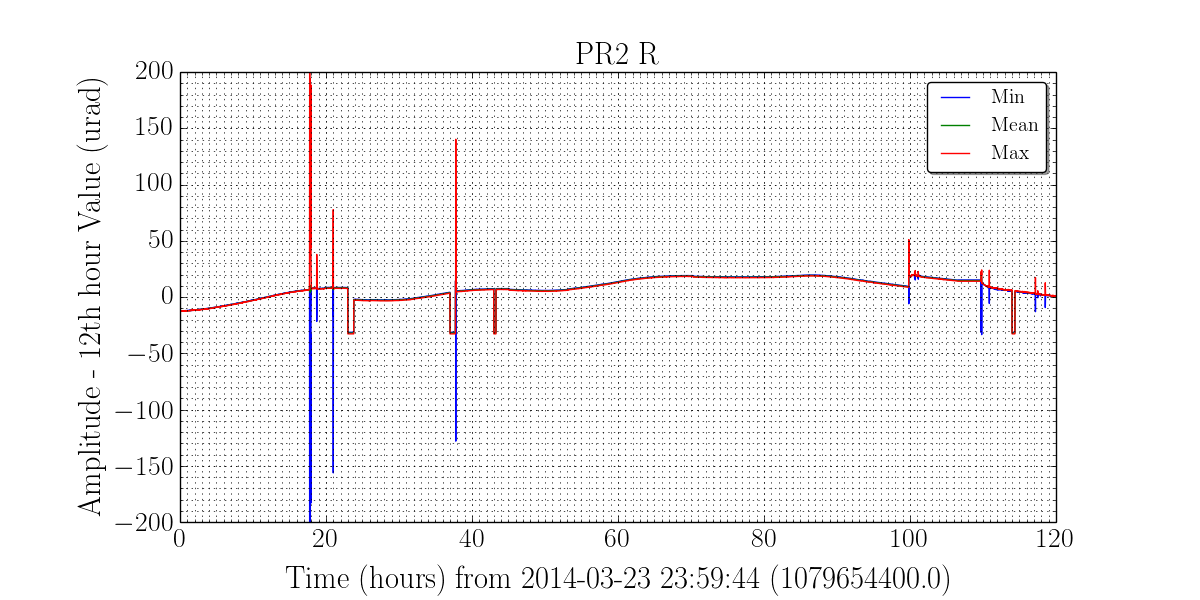 PR2 R
Amplitude - 12th hour Value (urad)
200
150
100
50
0
−50
−100
−150
−200
Min
Mean
Max
0 20 40 60 80 100 120
Time (hours) from 2014-03-23 23:59:44 (1079654400.0)